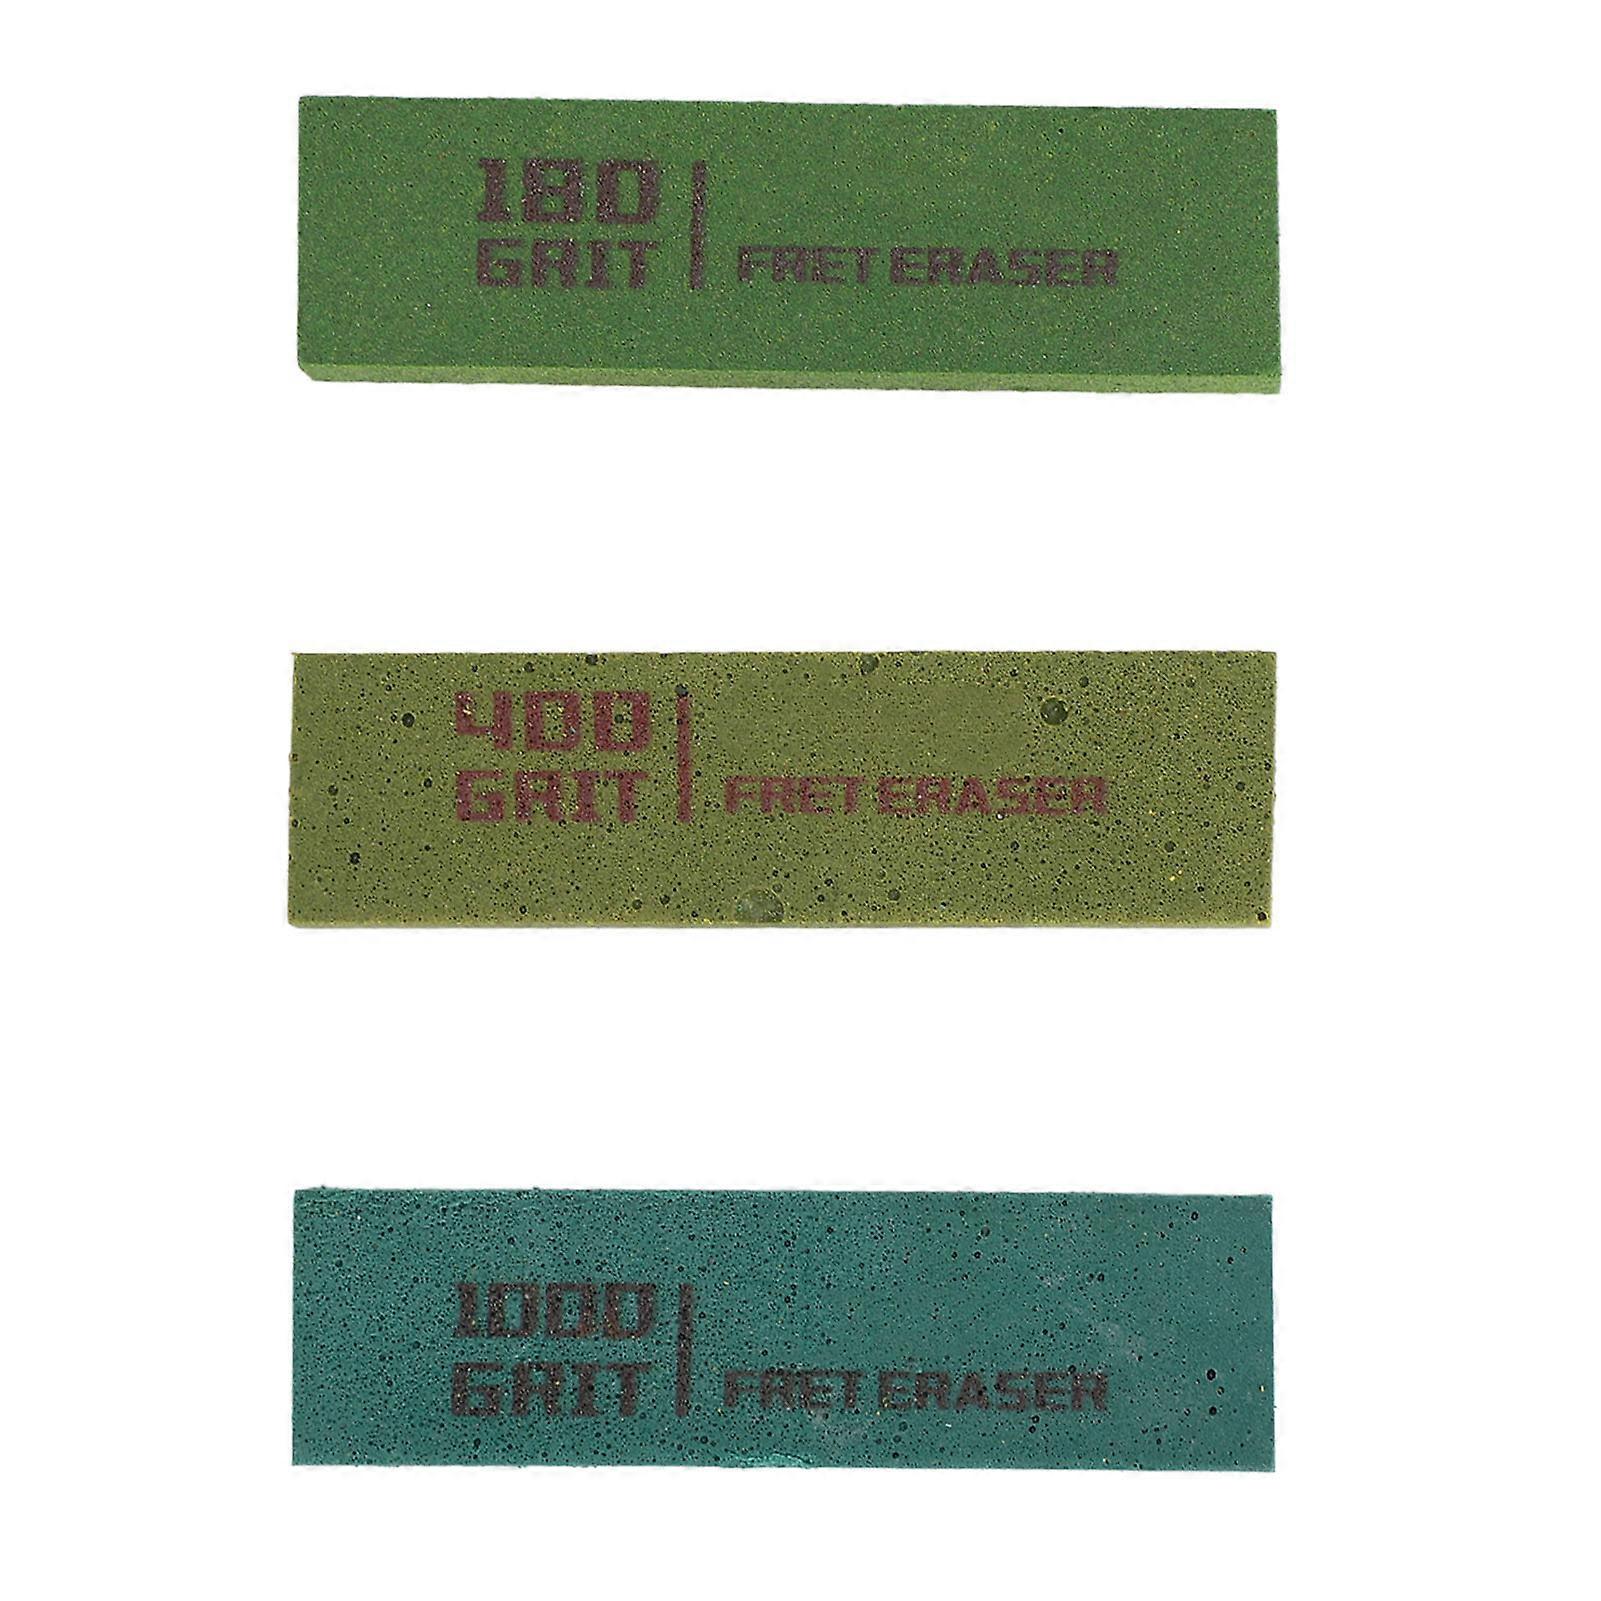 180
GRIT | FRET ERASER
400
GRIT | FRET ERASER
1000
GRIT | FRET ERASER